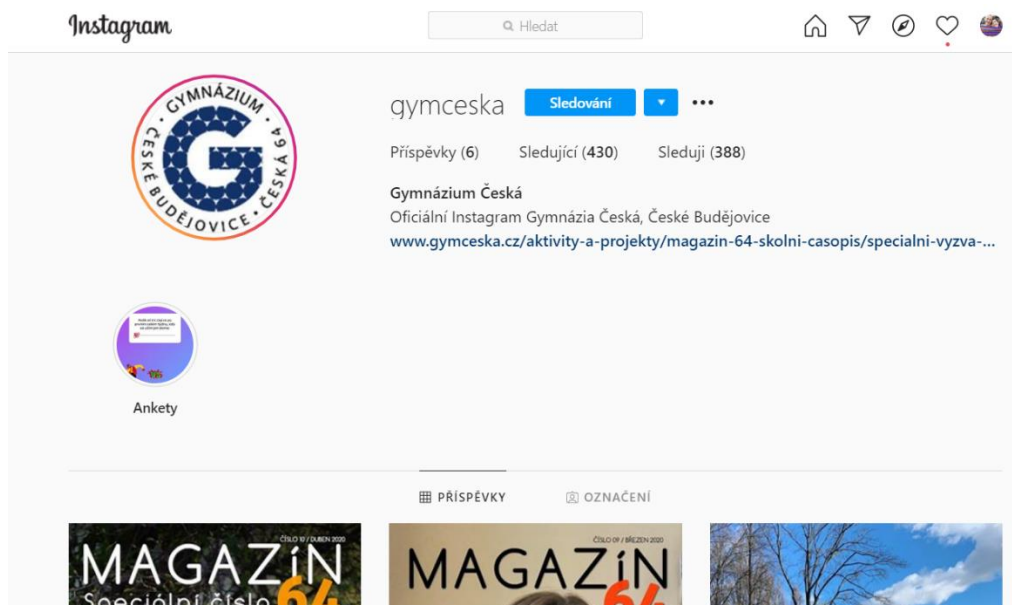 Instagram
Hledat
GYMNÁZIUM · ČESKÁ 64 · ČESKÉ BUDĚJOVICE ·
G
gymceska Sledování ▼ •••
Příspěvky (6) Sledující (430) Sleduji (388)
Gymnázium Česká
Oficiální Instagram Gymnázia Česká, České Budějovice
www.gymceska.cz/aktivity-a-projekty/magazin-64-skolni-casopis/specialni-vyzva-...
Ankety
PŘÍSPĚVKY OZNAČENÍ
ČÍSLO 10 / DUBEN 2020
MAGAZíN
Speciální číslo 64
ČÍSLO 09 / BŘEZEN 2020
MAGAZíN
64